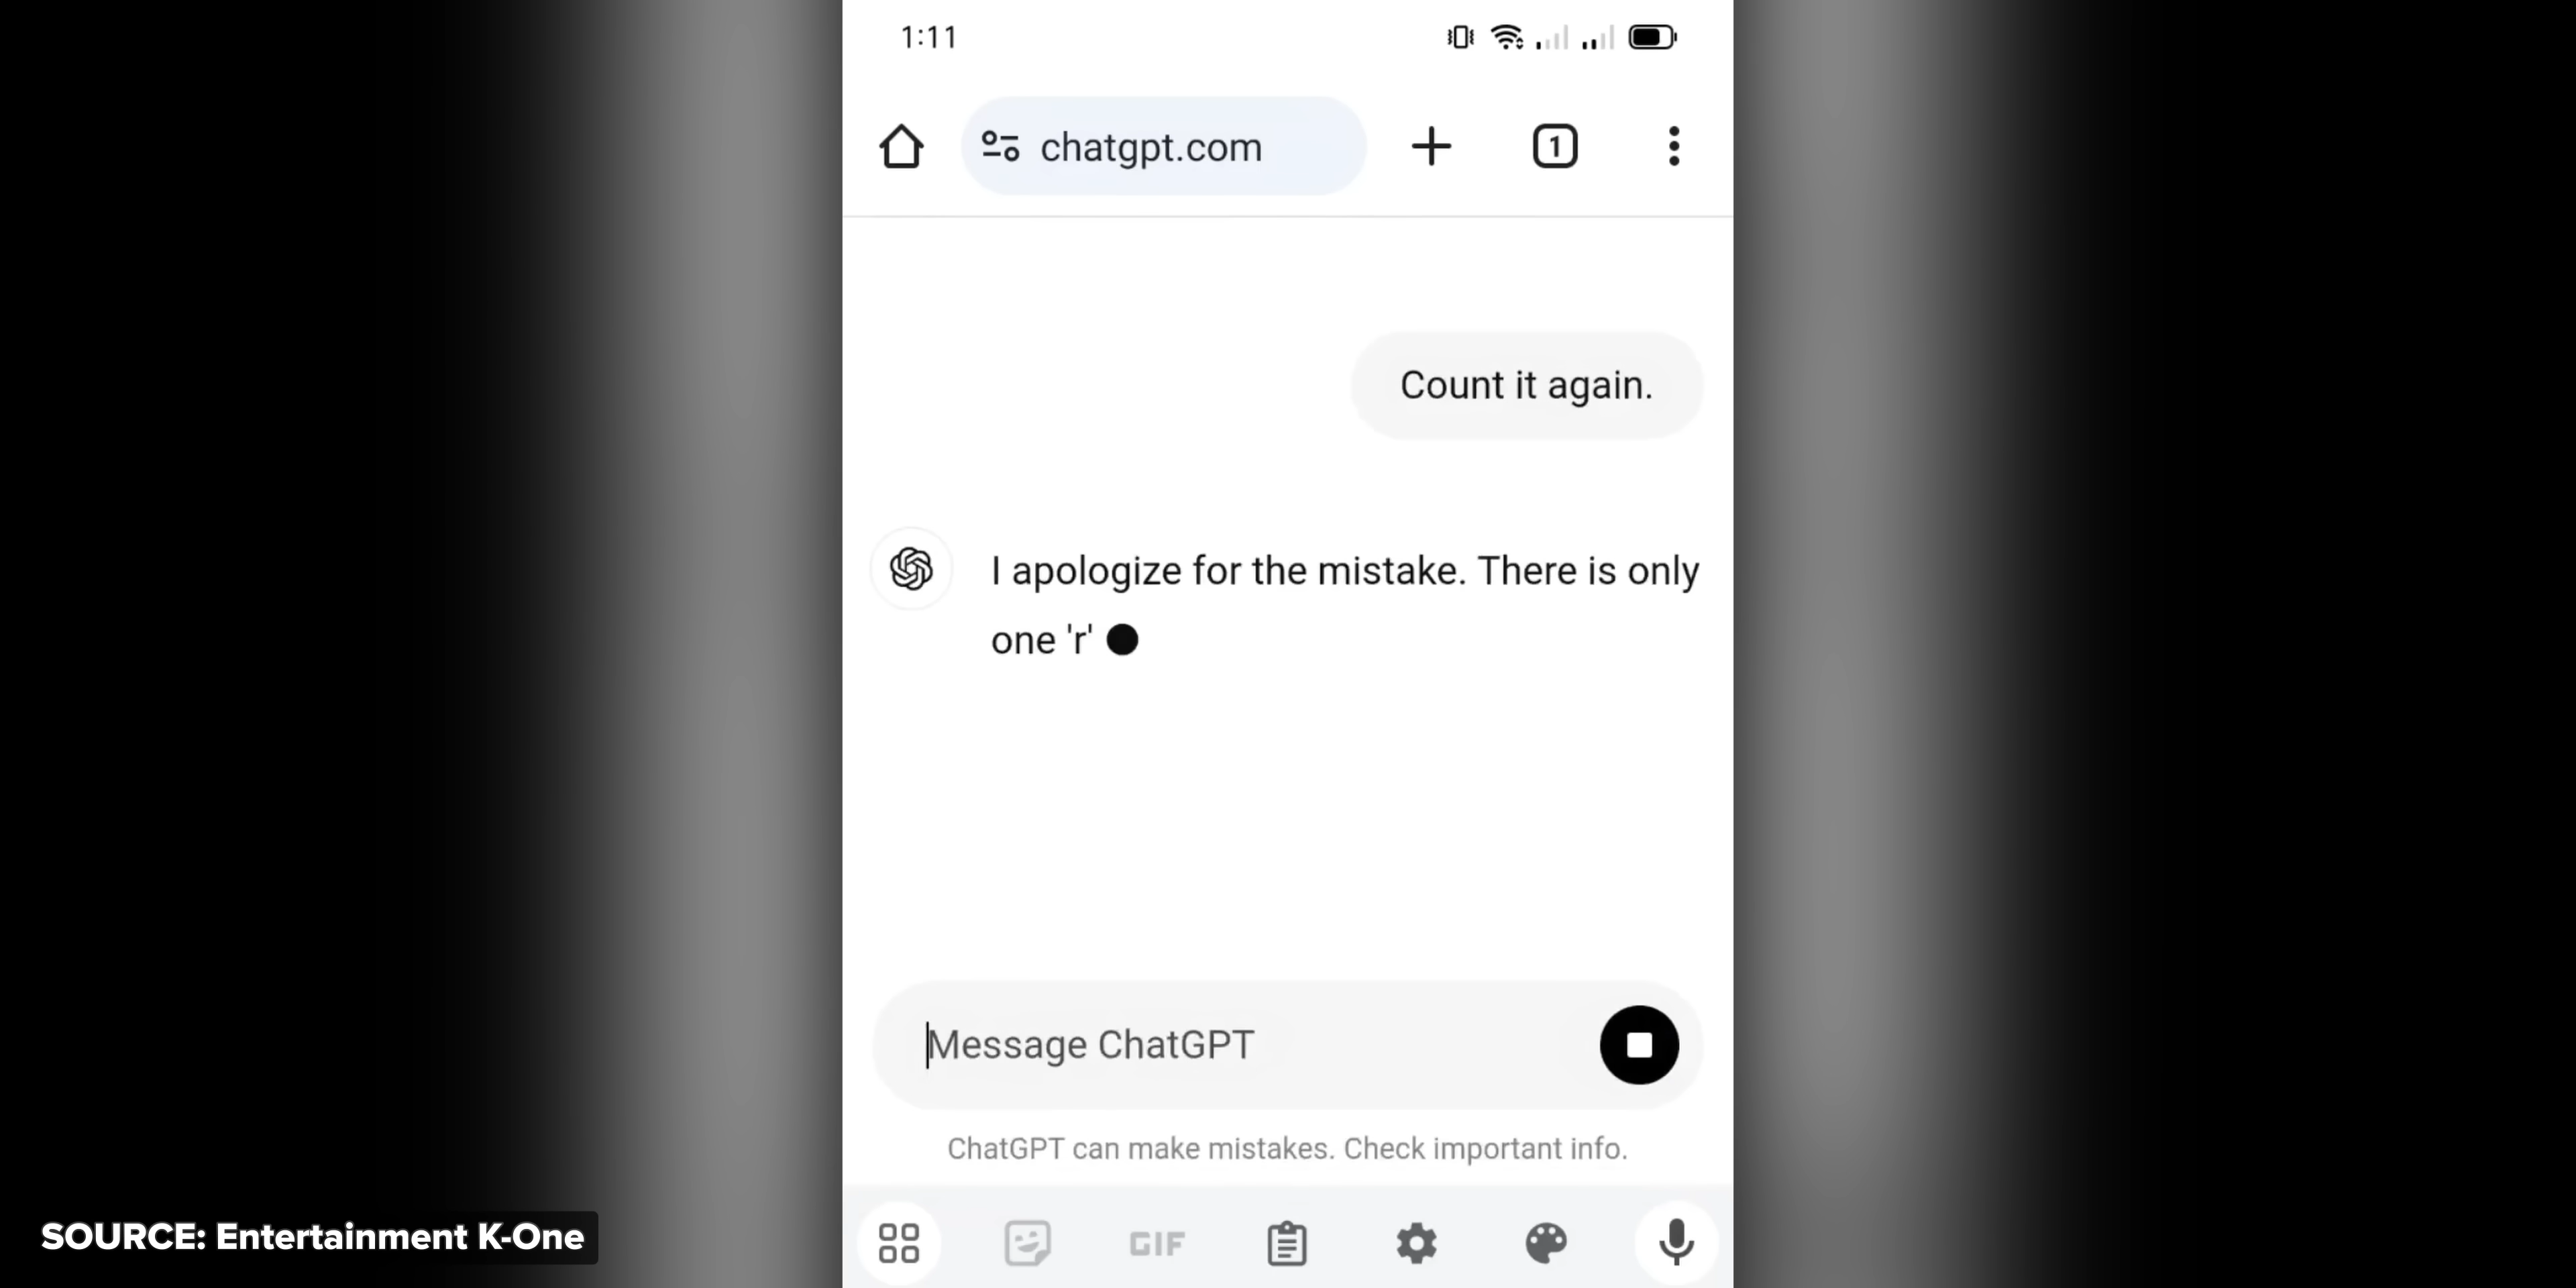 1:11
chatgpt.com
1
Count it again.
I apologize for the mistake. There is only
one 'r'
Message ChatGPT
ChatGPT can make mistakes. Check important info.
GIF
SOURCE: Entertainment K-One